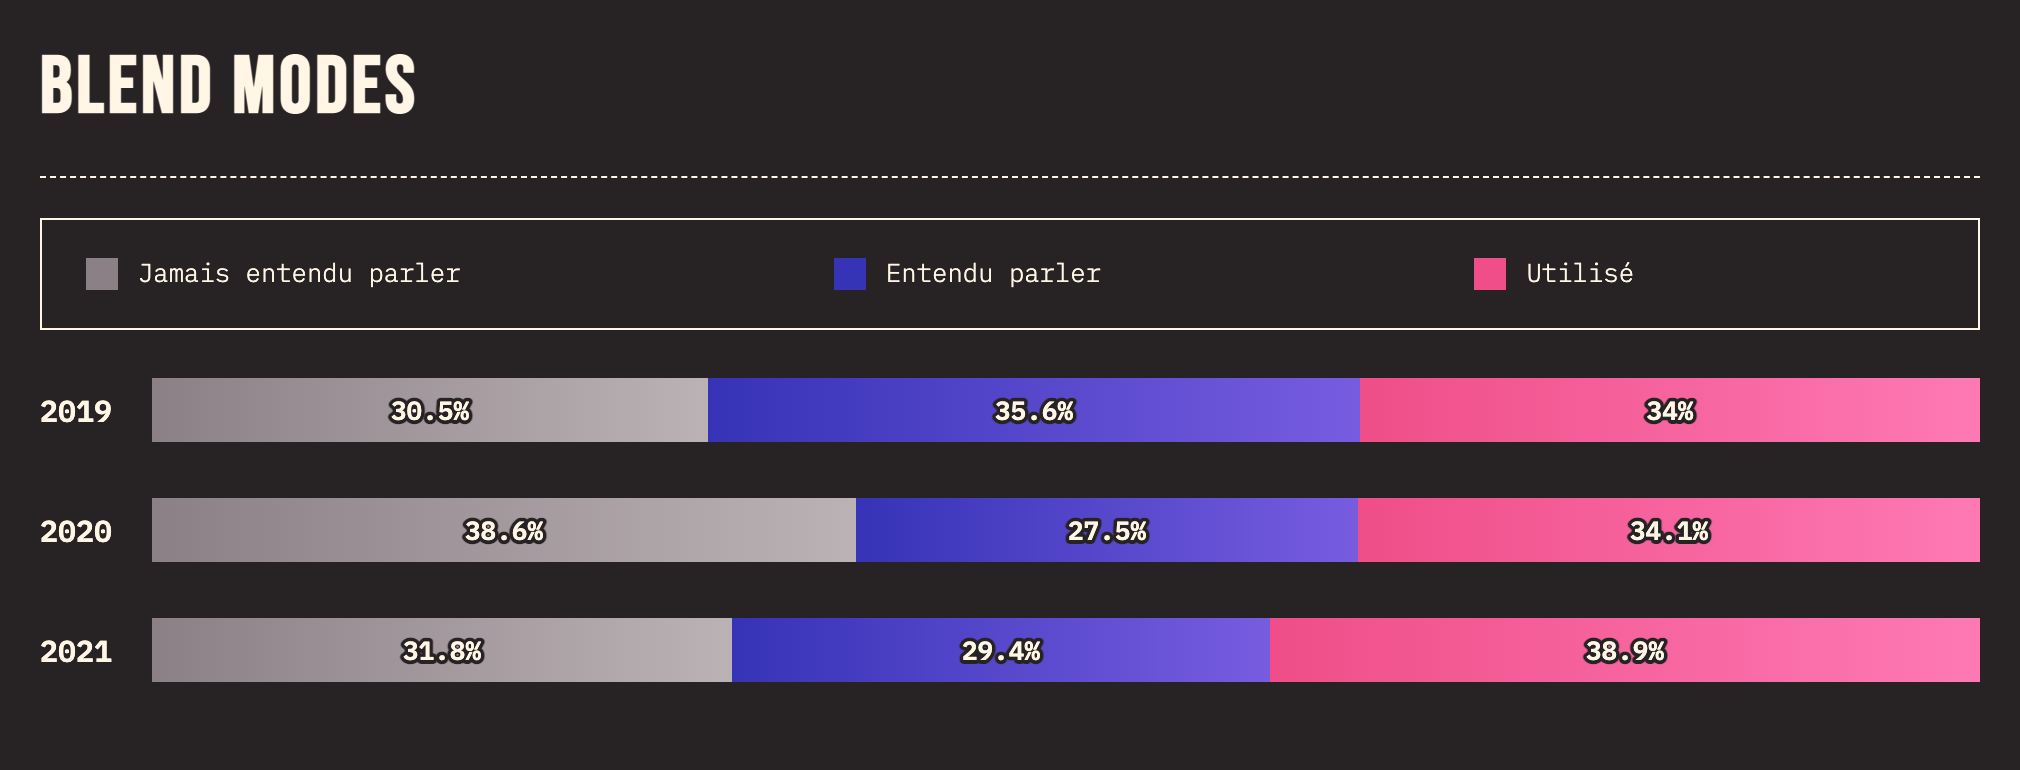 BLEND MODES
Jamais entendu parler
Entendu parler
Utilisé
2019 30.5% 35.6% 34%
2020 38.6% 27.5% 34.1%
2021 31.8% 29.4% 38.9%